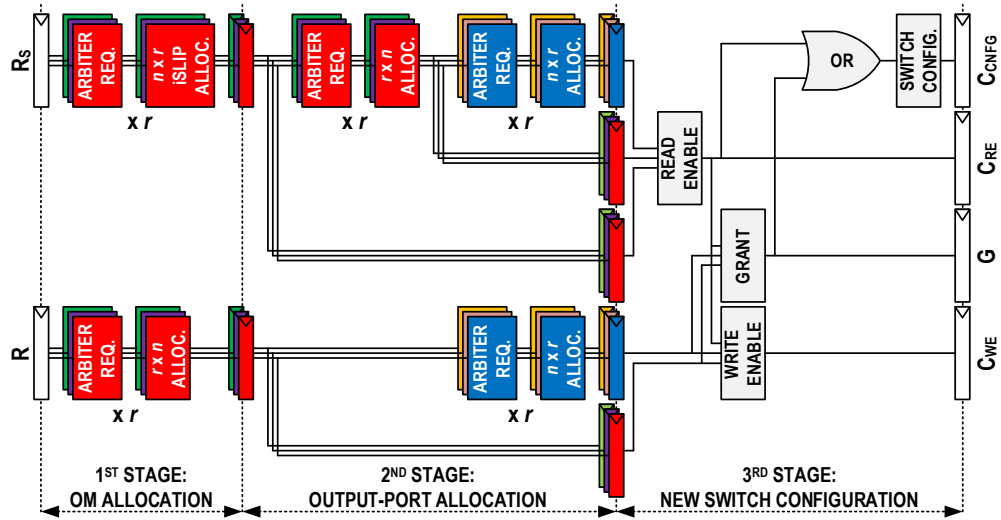 R_S
ARBITER
REQ.
n x r
iSLIP
ALLOC.
x r
ARBITER
REQ.
r x n
ALLOC.
x r
ARBITER
REQ.
n x r
ALLOC.
x r
READ
ENABLE
OR
SWITCH
CONFIG.
C_CNFG
C_RE
GRANT
G
R
ARBITER
REQ.
r x n
ALLOC.
x r
ARBITER
REQ.
n x r
ALLOC.
x r
WRITE
ENABLE
C_WE
1ST STAGE:
OM ALLOCATION
2ND STAGE:
OUTPUT-PORT ALLOCATION
3RD STAGE:
NEW SWITCH CONFIGURATION